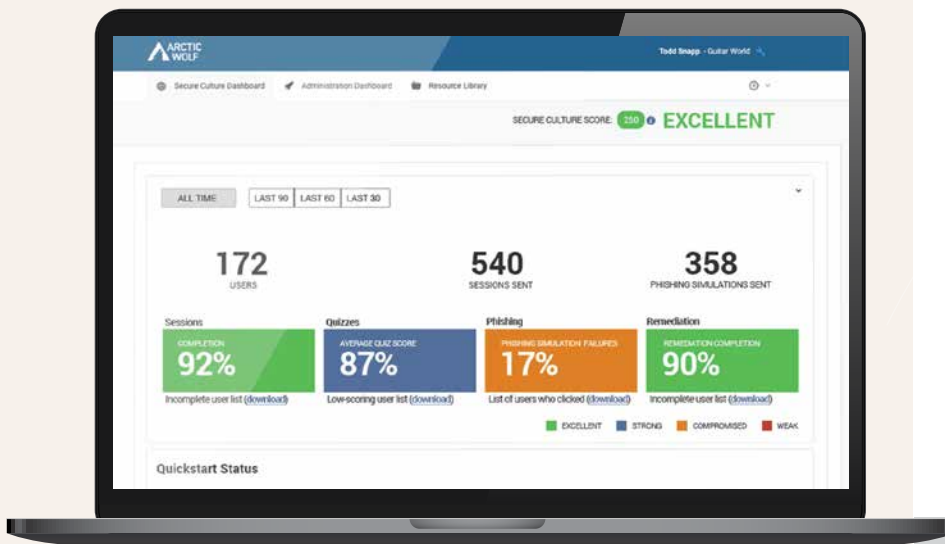 ARCTIC
WOLF
Todd Snapp - Guitar World
Secure Culture Dashboard
Administration Dashboard
Resource Library
SECURE CULTURE SCORE: 250 EXCELLENT
ALL TIME
LAST 90
LAST 60
LAST 30
172
USERS
540
SESSIONS SENT
358
PHISHING SIMULATIONS SENT
Sessions
COMPLETION
92%
Incomplete user list (download)
Quizzes
AVERAGE QUIZ SCORE
87%
Low-scoring user list (download)
Phishing
PHISHING SIMULATION FAILURES
17%
List of users who clicked (download)
Remediation
REMEDIATION COMPLETION
90%
Incomplete user list (download)
EXCELLENT
STRONG
COMPROMISED
WEAK
Quickstart Status